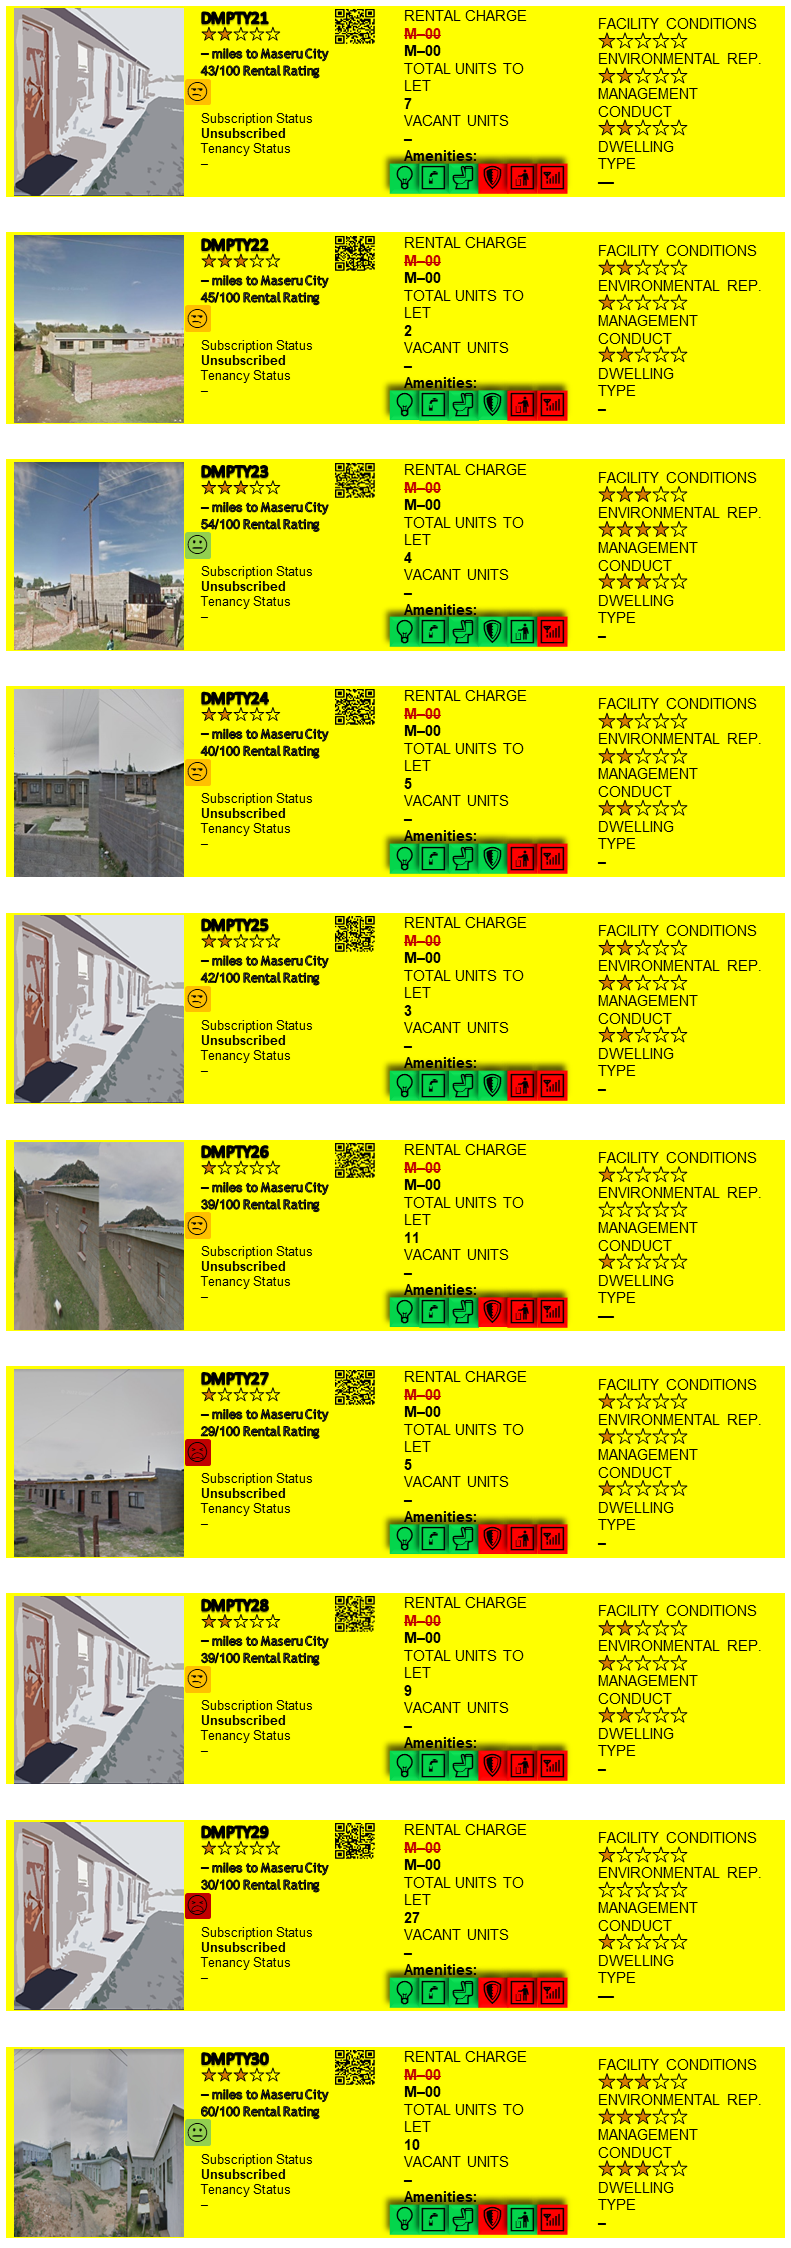 DMPTY21
– miles to Maseru City
43/100 Rental Rating
Subscription Status
Unsubscribed
Tenancy Status
–
RENTAL CHARGE
M–00
M–00
TOTAL UNITS TO
LET
7
VACANT UNITS
–
Amenities:
FACILITY CONDITIONS
ENVIRONMENTAL REP.
MANAGEMENT
CONDUCT
DWELLING
TYPE
—
DMPTY22
– miles to Maseru City
45/100 Rental Rating
Subscription Status
Unsubscribed
Tenancy Status
–
RENTAL CHARGE
M–00
M–00
TOTAL UNITS TO
LET
2
VACANT UNITS
–
Amenities:
FACILITY CONDITIONS
ENVIRONMENTAL REP.
MANAGEMENT
CONDUCT
DWELLING
TYPE
–
DMPTY23
– miles to Maseru City
54/100 Rental Rating
Subscription Status
Unsubscribed
Tenancy Status
–
RENTAL CHARGE
M–00
M–00
TOTAL UNITS TO
LET
4
VACANT UNITS
–
Amenities:
FACILITY CONDITIONS
ENVIRONMENTAL REP.
MANAGEMENT
CONDUCT
DWELLING
TYPE
–
DMPTY24
– miles to Maseru City
40/100 Rental Rating
Subscription Status
Unsubscribed
Tenancy Status
–
RENTAL CHARGE
M–00
M–00
TOTAL UNITS TO
LET
5
VACANT UNITS
–
Amenities:
FACILITY CONDITIONS
ENVIRONMENTAL REP.
MANAGEMENT
CONDUCT
DWELLING
TYPE
–
DMPTY25
– miles to Maseru City
42/100 Rental Rating
Subscription Status
Unsubscribed
Tenancy Status
–
RENTAL CHARGE
M–00
M–00
TOTAL UNITS TO
LET
3
VACANT UNITS
–
Amenities:
FACILITY CONDITIONS
ENVIRONMENTAL REP.
MANAGEMENT
CONDUCT
DWELLING
TYPE
–
DMPTY26
– miles to Maseru City
39/100 Rental Rating
Subscription Status
Unsubscribed
Tenancy Status
–
RENTAL CHARGE
M–00
M–00
TOTAL UNITS TO
LET
11
VACANT UNITS
–
Amenities:
FACILITY CONDITIONS
ENVIRONMENTAL REP.
MANAGEMENT
CONDUCT
DWELLING
TYPE
—
DMPTY27
– miles to Maseru City
29/100 Rental Rating
Subscription Status
Unsubscribed
Tenancy Status
–
RENTAL CHARGE
M–00
M–00
TOTAL UNITS TO
LET
5
VACANT UNITS
–
Amenities:
FACILITY CONDITIONS
ENVIRONMENTAL REP.
MANAGEMENT
CONDUCT
DWELLING
TYPE
–
DMPTY28
– miles to Maseru City
39/100 Rental Rating
Subscription Status
Unsubscribed
Tenancy Status
–
RENTAL CHARGE
M–00
M–00
TOTAL UNITS TO
LET
9
VACANT UNITS
–
Amenities:
FACILITY CONDITIONS
ENVIRONMENTAL REP.
MANAGEMENT
CONDUCT
DWELLING
TYPE
–
DMPTY29
– miles to Maseru City
30/100 Rental Rating
Subscription Status
Unsubscribed
Tenancy Status
–
RENTAL CHARGE
M–00
M–00
TOTAL UNITS TO
LET
27
VACANT UNITS
–
Amenities:
FACILITY CONDITIONS
ENVIRONMENTAL REP.
MANAGEMENT
CONDUCT
DWELLING
TYPE
—
DMPTY30
– miles to Maseru City
60/100 Rental Rating
Subscription Status
Unsubscribed
Tenancy Status
–
RENTAL CHARGE
M–00
M–00
TOTAL UNITS TO
LET
10
VACANT UNITS
–
Amenities:
FACILITY CONDITIONS
ENVIRONMENTAL REP.
MANAGEMENT
CONDUCT
DWELLING
TYPE
–